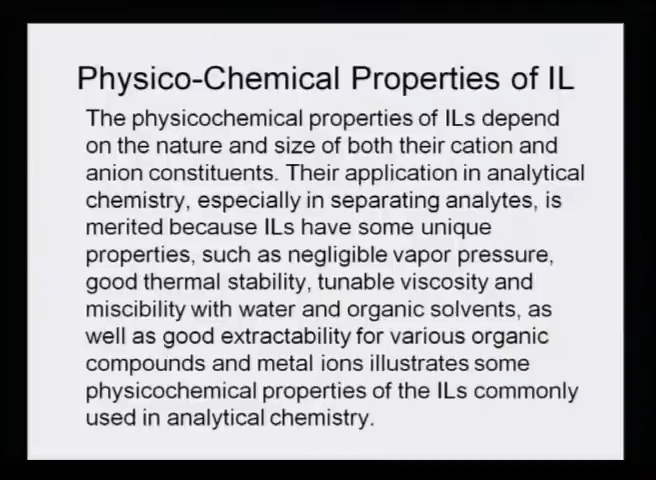 Physico-Chemical Properties of IL
The physicochemical properties of ILs depend
on the nature and size of both their cation and
anion constituents. Their application in analytical
chemistry, especially in separating analytes, is
merited because ILs have some unique
properties, such as negligible vapor pressure,
good thermal stability, tunable viscosity and
miscibility with water and organic solvents, as
well as good extractability for various organic
compounds and metal ions illustrates some
physicochemical properties of the ILs commonly
used in analytical chemistry.